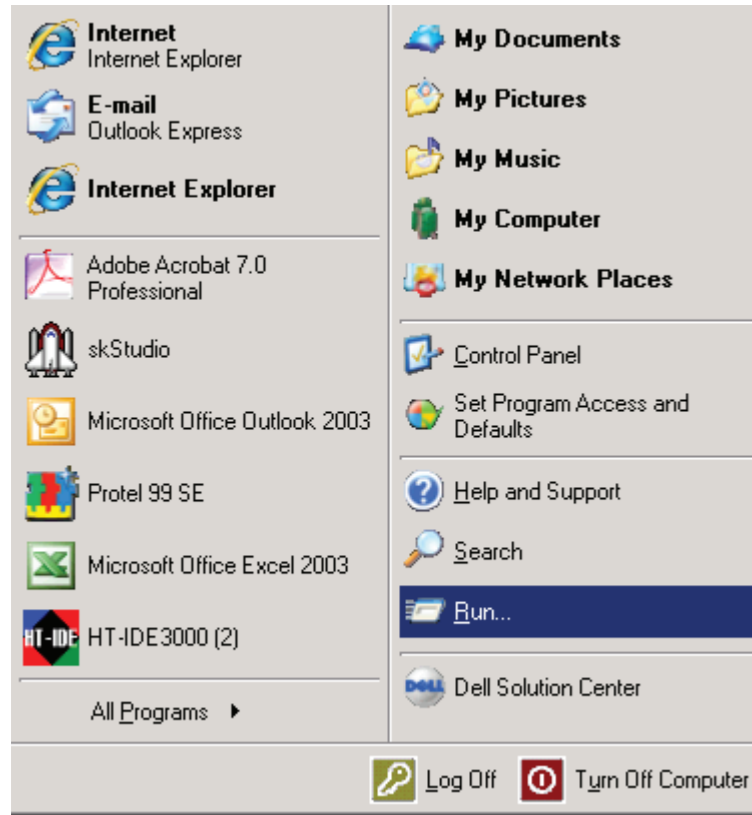 Internet
Internet Explorer
E-mail
Outlook Express
Internet Explorer
Adobe Acrobat 7.0
Professional
skStudio
Microsoft Office Outlook 2003
Protel 99 SE
Microsoft Office Excel 2003
HT-IDE
HT-IDE3000 (2)
All Programs
My Documents
My Pictures
My Music
My Computer
My Network Places
Control Panel
Set Program Access and
Defaults
Help and Support
Search
Run...
DELL
Dell Solution Center
Log Off
Turn Off Computer